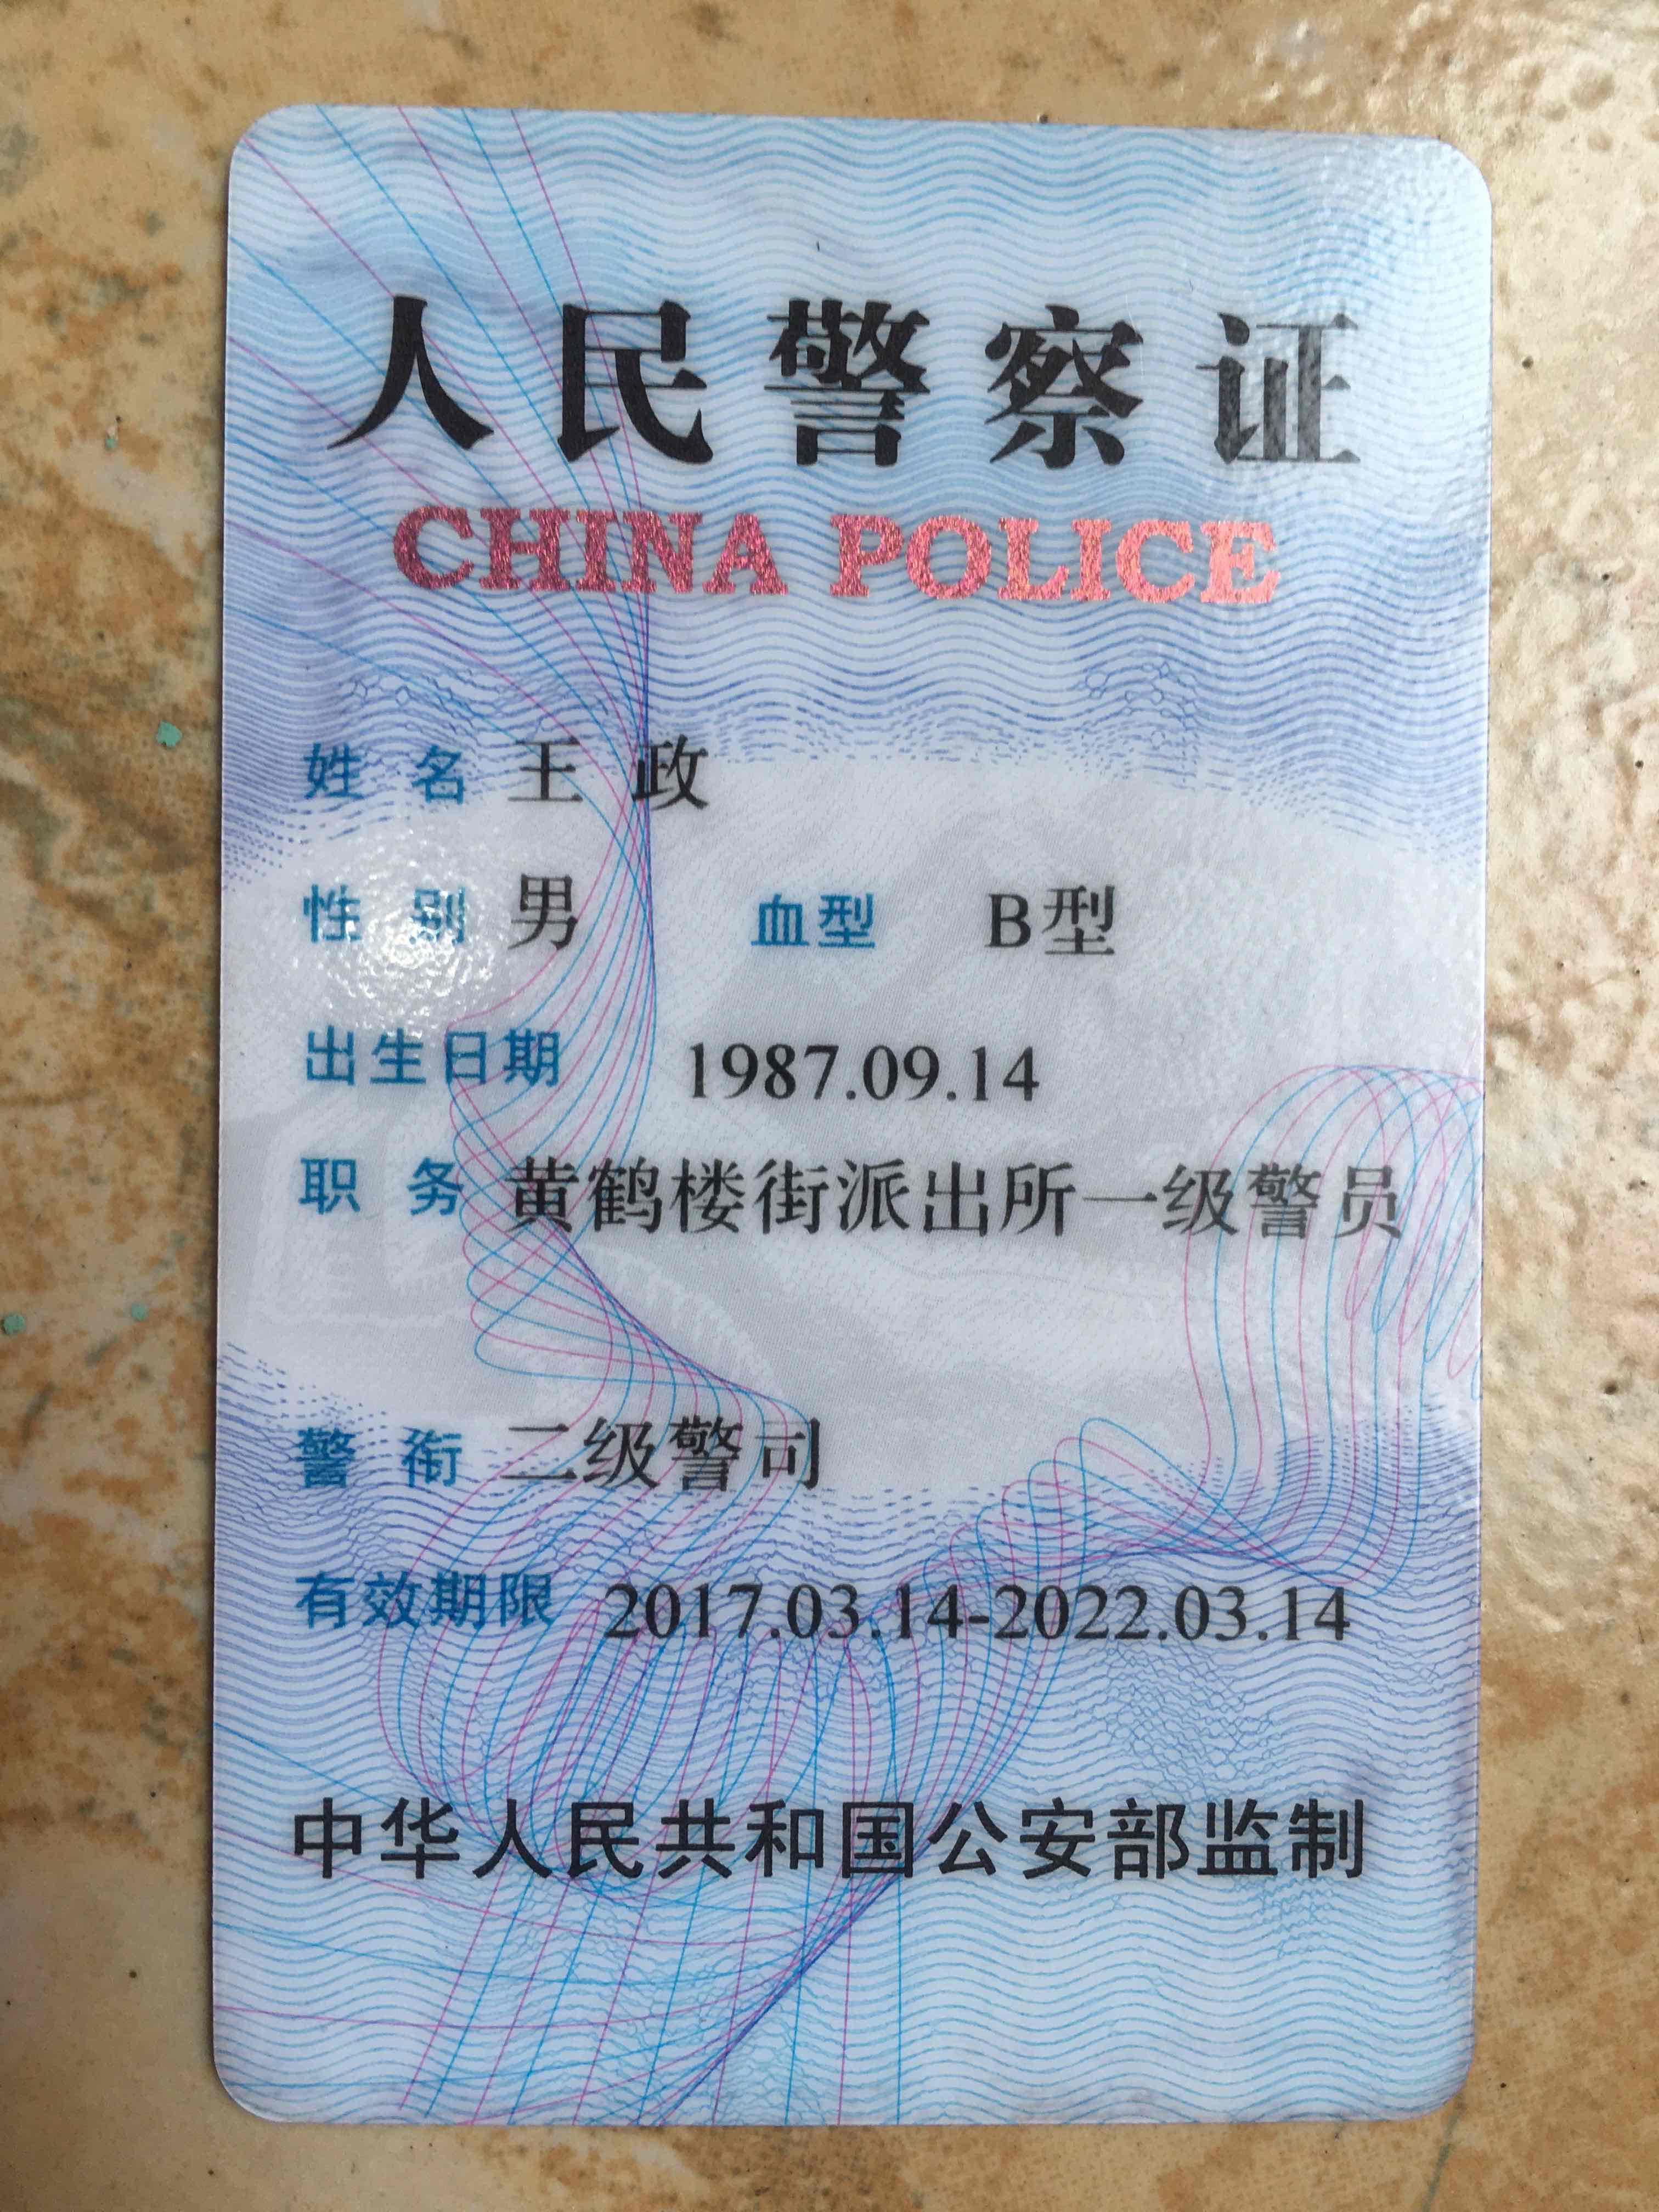 人民警察证
CHINA POLICE
姓名 王政
性别 男 血型 B型
出生日期 1987.09.14
职务 黄鹤楼街派出所一级警员
警衔 二级警司
有效期限 2017.03.14-2022.03.14
中华人民共和国公安部监制